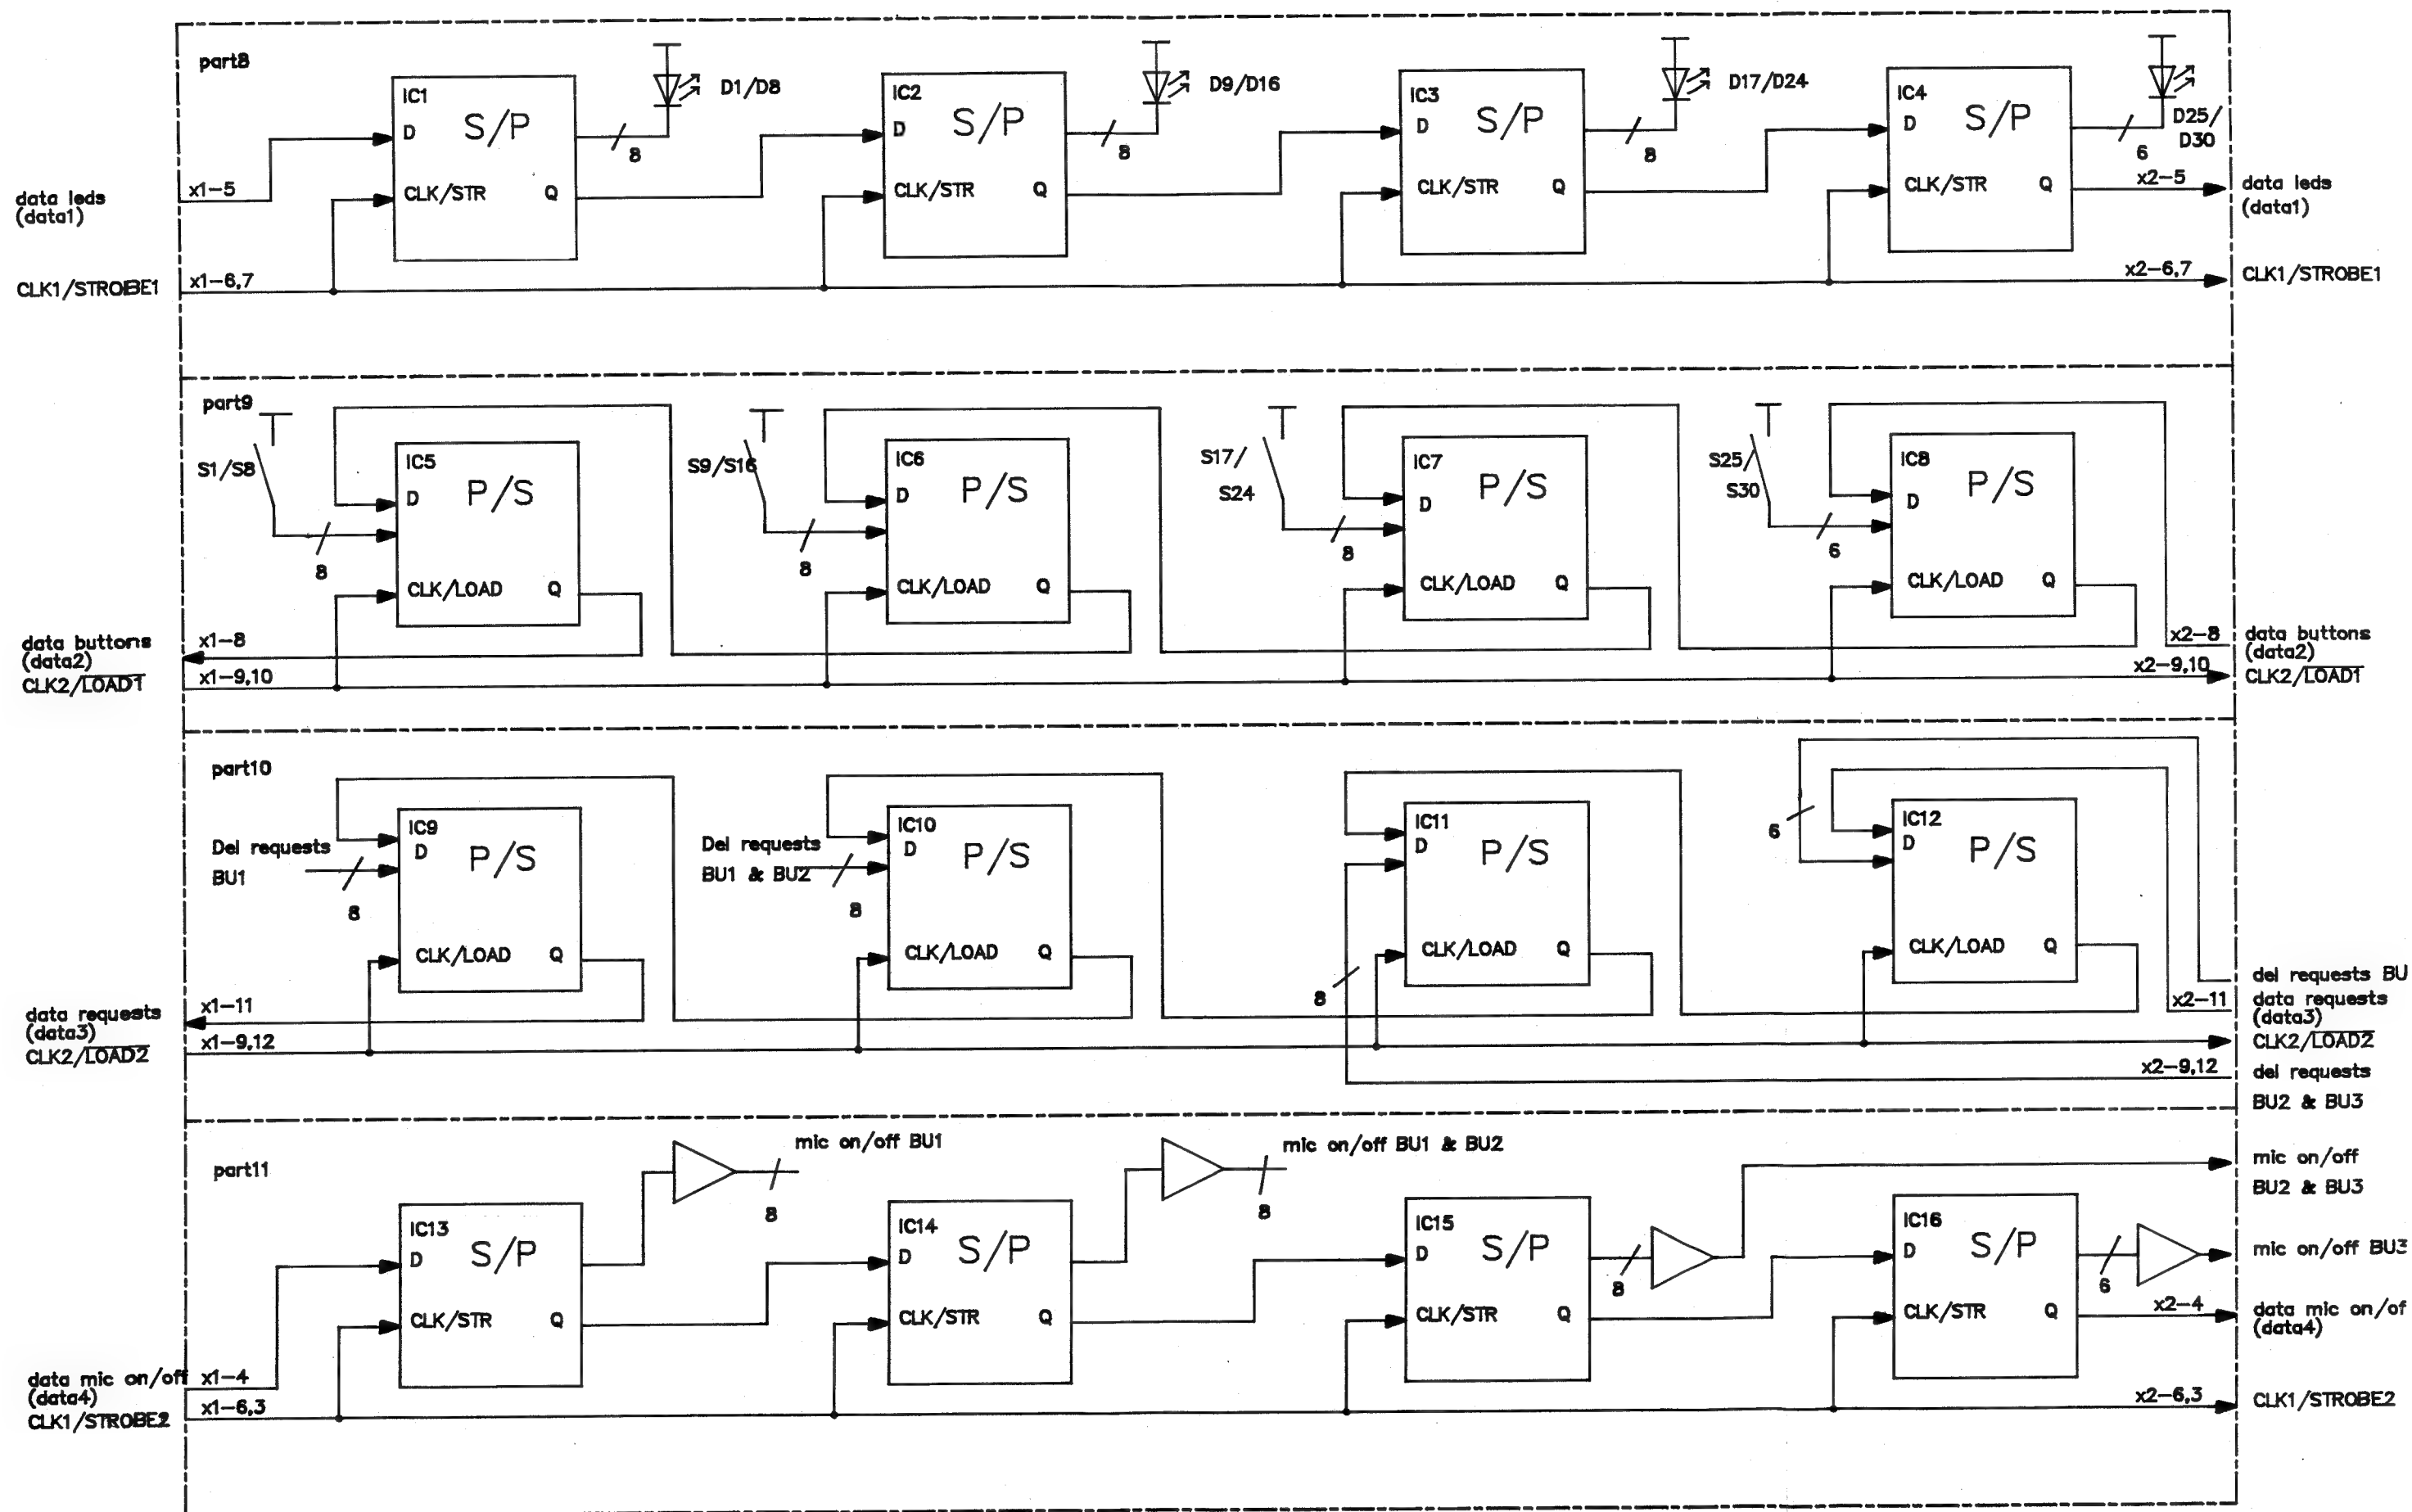 part8
IC1
S/P
D
CLK/STR
Q
8
D1/D8
IC2
S/P
D
CLK/STR
Q
8
D9/D16
IC3
S/P
D
CLK/STR
Q
8
D17/D24
IC4
S/P
D
CLK/STR
Q
6
D25/
D30
data leds
(data1)
x1-5
CLK1/STROBE1
x1-6,7
x2-5
data leds
(data1)
x2-6,7
CLK1/STROBE1
part9
S1/S8
8
IC5
P/S
D
CLK/LOAD
Q
S9/S16
8
IC6
P/S
D
CLK/LOAD
Q
S17/
S24
8
IC7
P/S
D
CLK/LOAD
Q
S25/
S30
6
IC8
P/S
D
CLK/LOAD
Q
data buttons
(data2)
x1-8
CLK2/LOAD1
x1-9,10
x2-8
data buttons
(data2)
x2-9,10
CLK2/LOAD1
part10
Del requests
BU1
8
IC9
P/S
D
CLK/LOAD
Q
Del requests
BU1 & BU2
8
IC10
P/S
D
CLK/LOAD
Q
8
IC11
P/S
D
CLK/LOAD
Q
6
IC12
P/S
D
CLK/LOAD
Q
data requests
(data3)
x1-11
CLK2/LOAD2
x1-9,12
del requests BU
x2-11
data requests
(data3)
CLK2/LOAD2
x2-9,12
del requests
BU2 & BU3
part11
mic on/off BU1
8
IC13
S/P
D
CLK/STR
Q
mic on/off BU1 & BU2
8
IC14
S/P
D
CLK/STR
Q
IC15
S/P
D
CLK/STR
Q
8
mic on/off
BU2 & BU3
IC16
S/P
D
CLK/STR
Q
6
mic on/off BU3
data mic on/off
(data4)
x1-4
CLK1/STROBE2
x1-6,3
x2-4
data mic on/of
(data4)
x2-6,3
CLK1/STROBE2